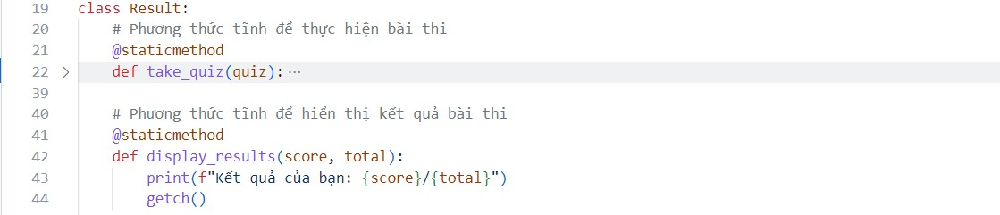 19 class Result:
20     # Phương thức tĩnh để thực hiện bài thi
21     @staticmethod
22 >   def take_quiz(quiz):···
39
40     # Phương thức tĩnh để hiển thị kết quả bài thi
41     @staticmethod
42     def display_results(score, total):
43         print(f"Kết quả của bạn: {score}/{total}")
44         getch()